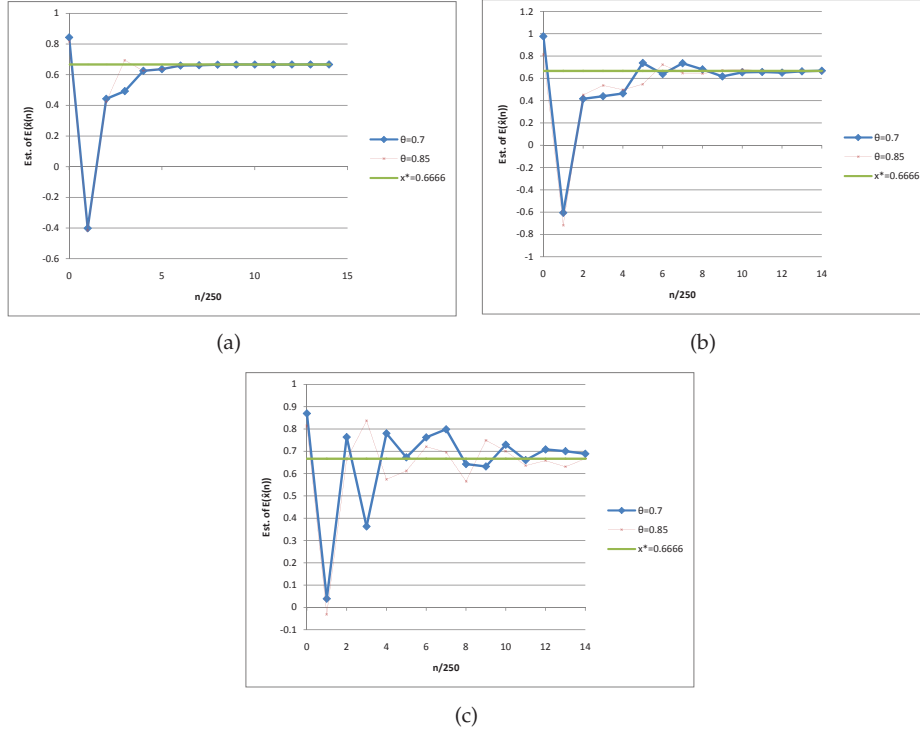 1
0.8
0.6
0.4
0.2
0
-0.2
-0.4
-0.6
0 5 10 15
Est. of E(x̂(n))
n/250
θ=0.7
θ=0.85
x*=0.6666
(a)
1.2
1
0.8
0.6
0.4
0.2
0
-0.2
-0.4
-0.6
-0.8
-1
0 2 4 6 8 10 12 14
Est. of E(x̂(n))
n/250
θ=0.7
θ=0.85
x*=0.6666
(b)
1
0.9
0.8
0.7
0.6
0.5
0.4
0.3
0.2
0.1
0
-0.1
0 2 4 6 8 10 12 14
Est. of E(x̂(n))
n/250
θ=0.7
θ=0.85
x*=0.6666
(c)